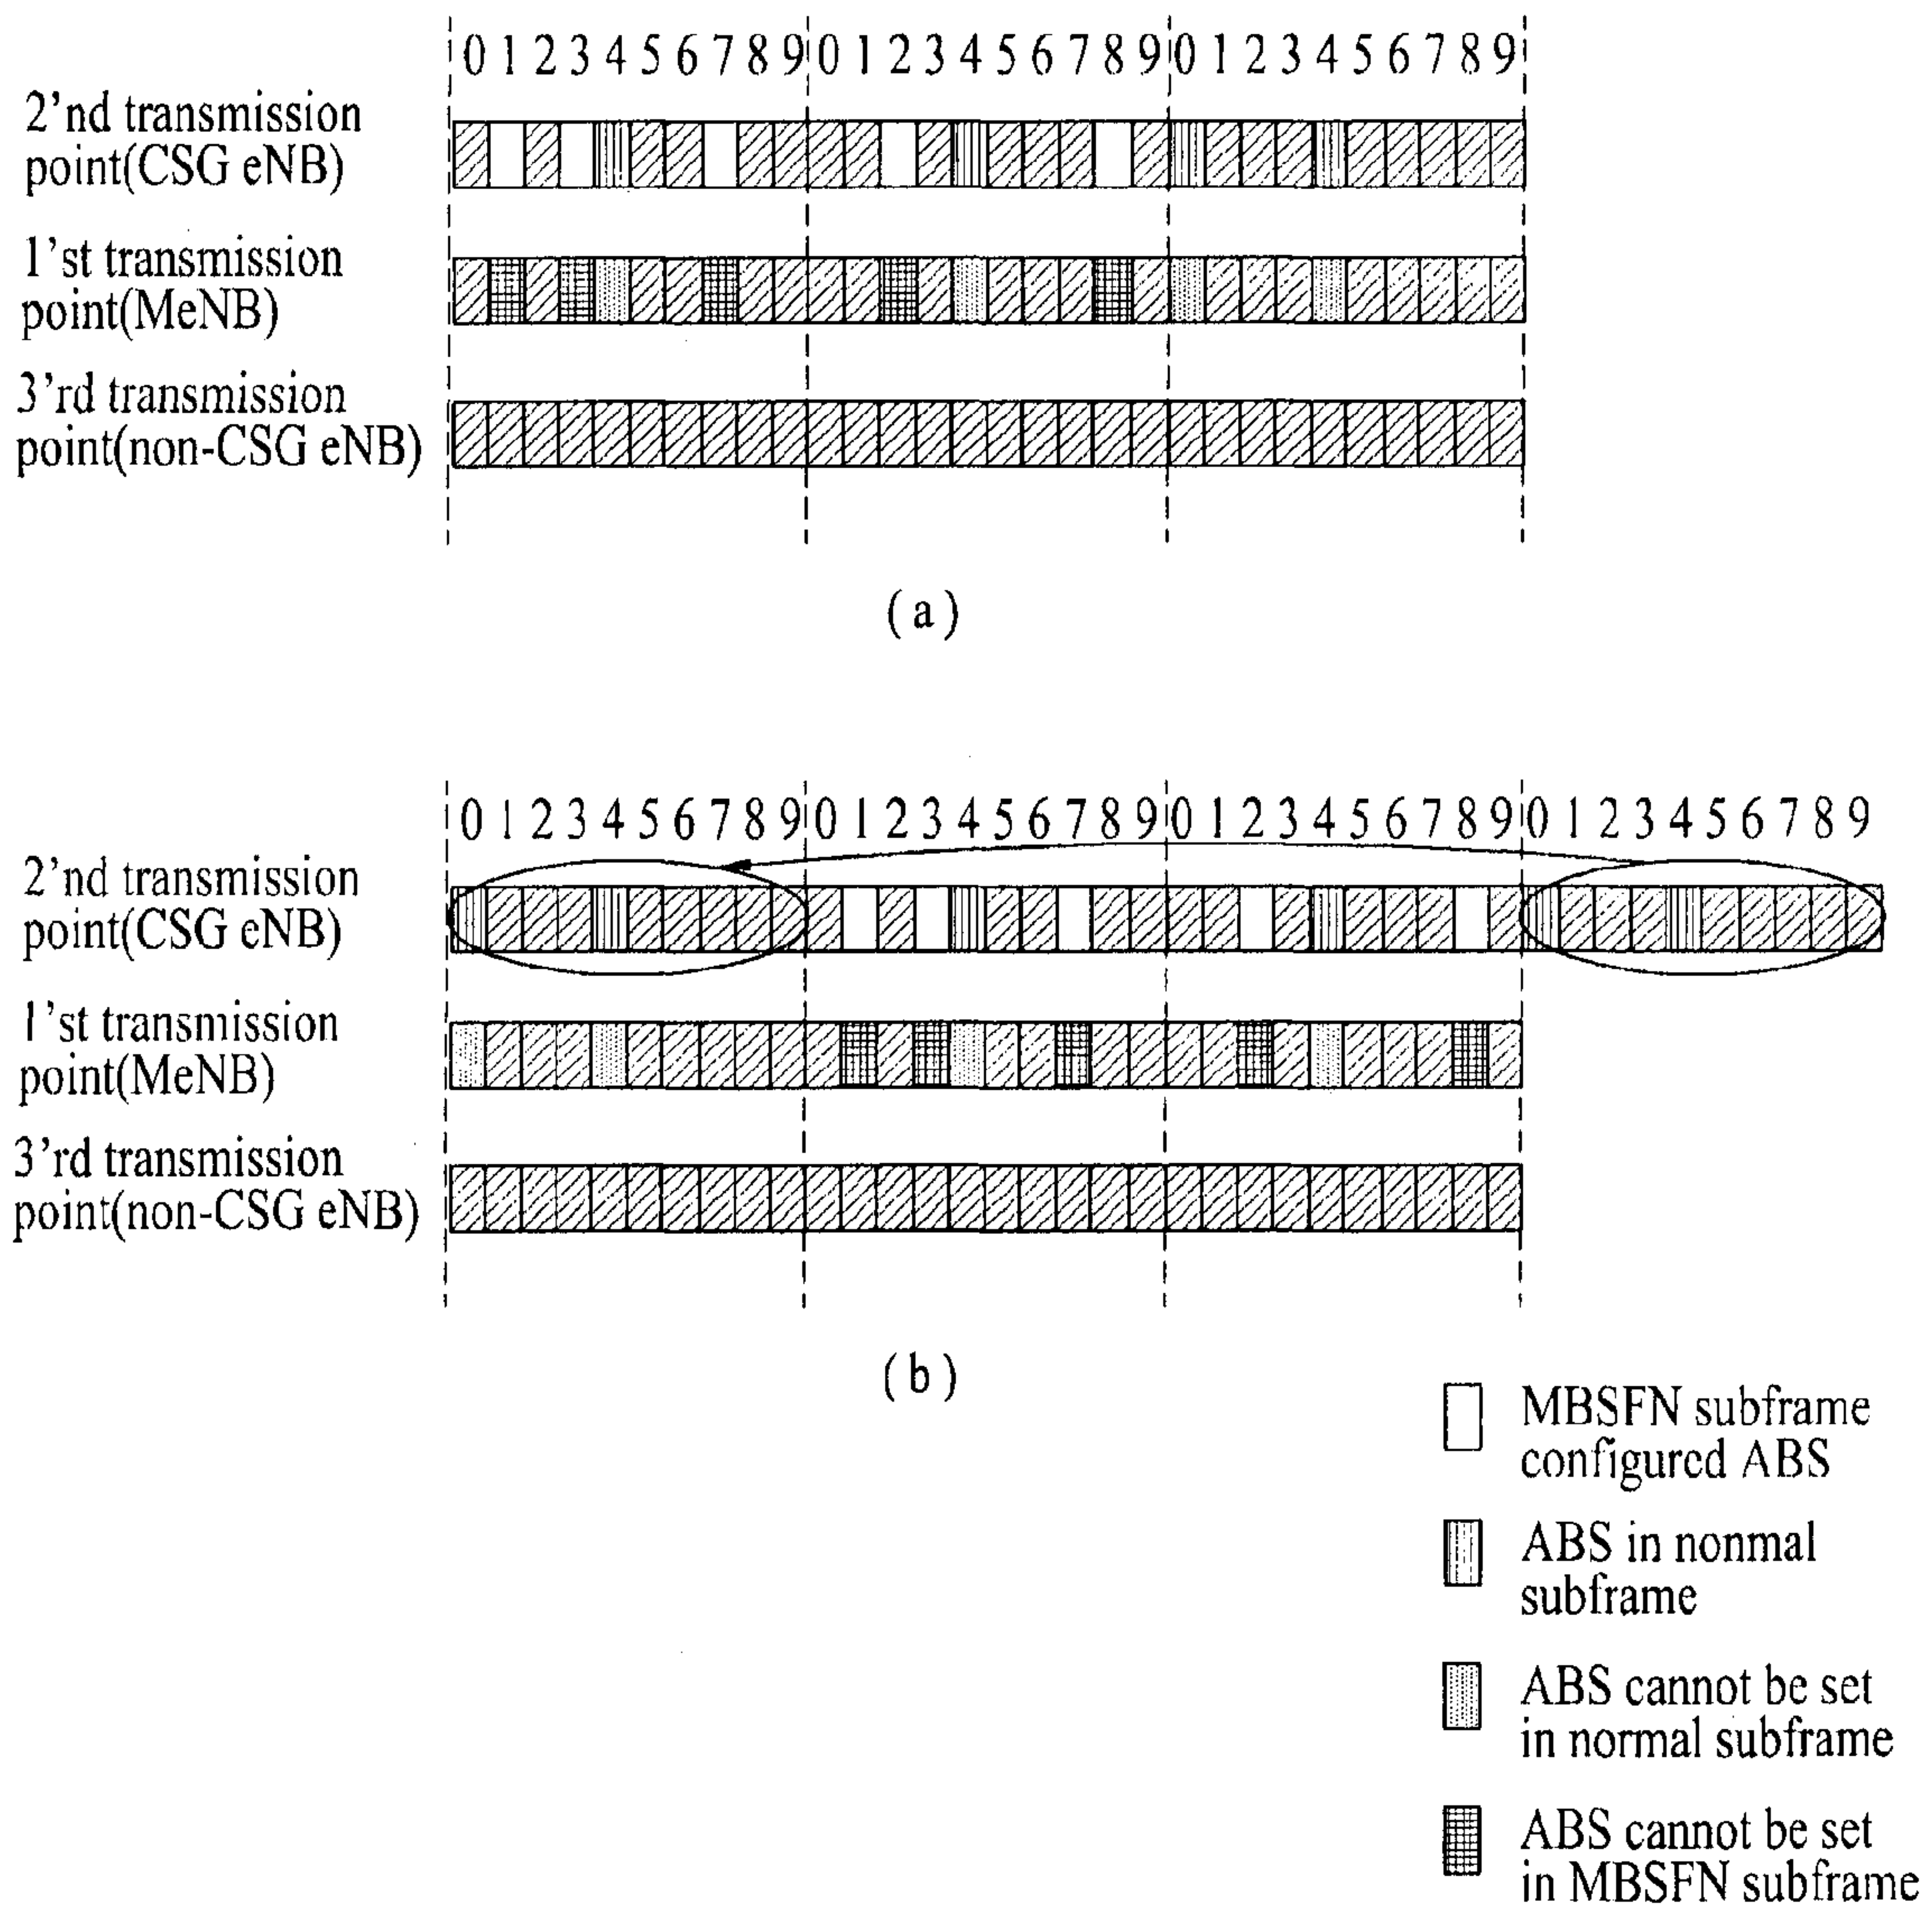 0 1 2 3 4 5 6 7 8 9 0 1 2 3 4 5 6 7 8 9 0 1 2 3 4 5 6 7 8 9
2’nd transmission
point(CSG eNB)
1’st transmission
point(MeNB)
3’rd transmission
point(non-CSG eNB)
(a)
0 1 2 3 4 5 6 7 8 9 0 1 2 3 4 5 6 7 8 9 0 1 2 3 4 5 6 7 8 9 0 1 2 3 4 5 6 7 8 9
2’nd transmission
point(CSG eNB)
1’st transmission
point(MeNB)
3’rd transmission
point(non-CSG eNB)
(b)
MBSFN subframe
configured ABS
ABS in nonmal
subframe
ABS cannot be set
in normal subframe
ABS cannot be set
in MBSFN subframe